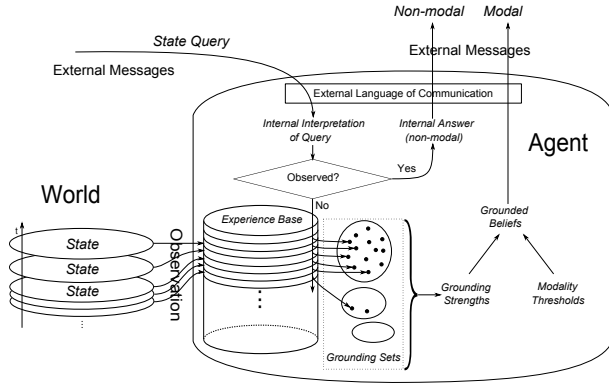 Non-modal
Modal
State Query
External Messages
External Messages
External Language of Communication
Internal Interpretation
of Query
Internal Answer
(non-modal)
Agent
Observed?
Yes
No
World
t
State
State
State
...
Observation
Experience Base
Grounded
Beliefs
Grounding
Strengths
Modality
Thresholds
Grounding Sets